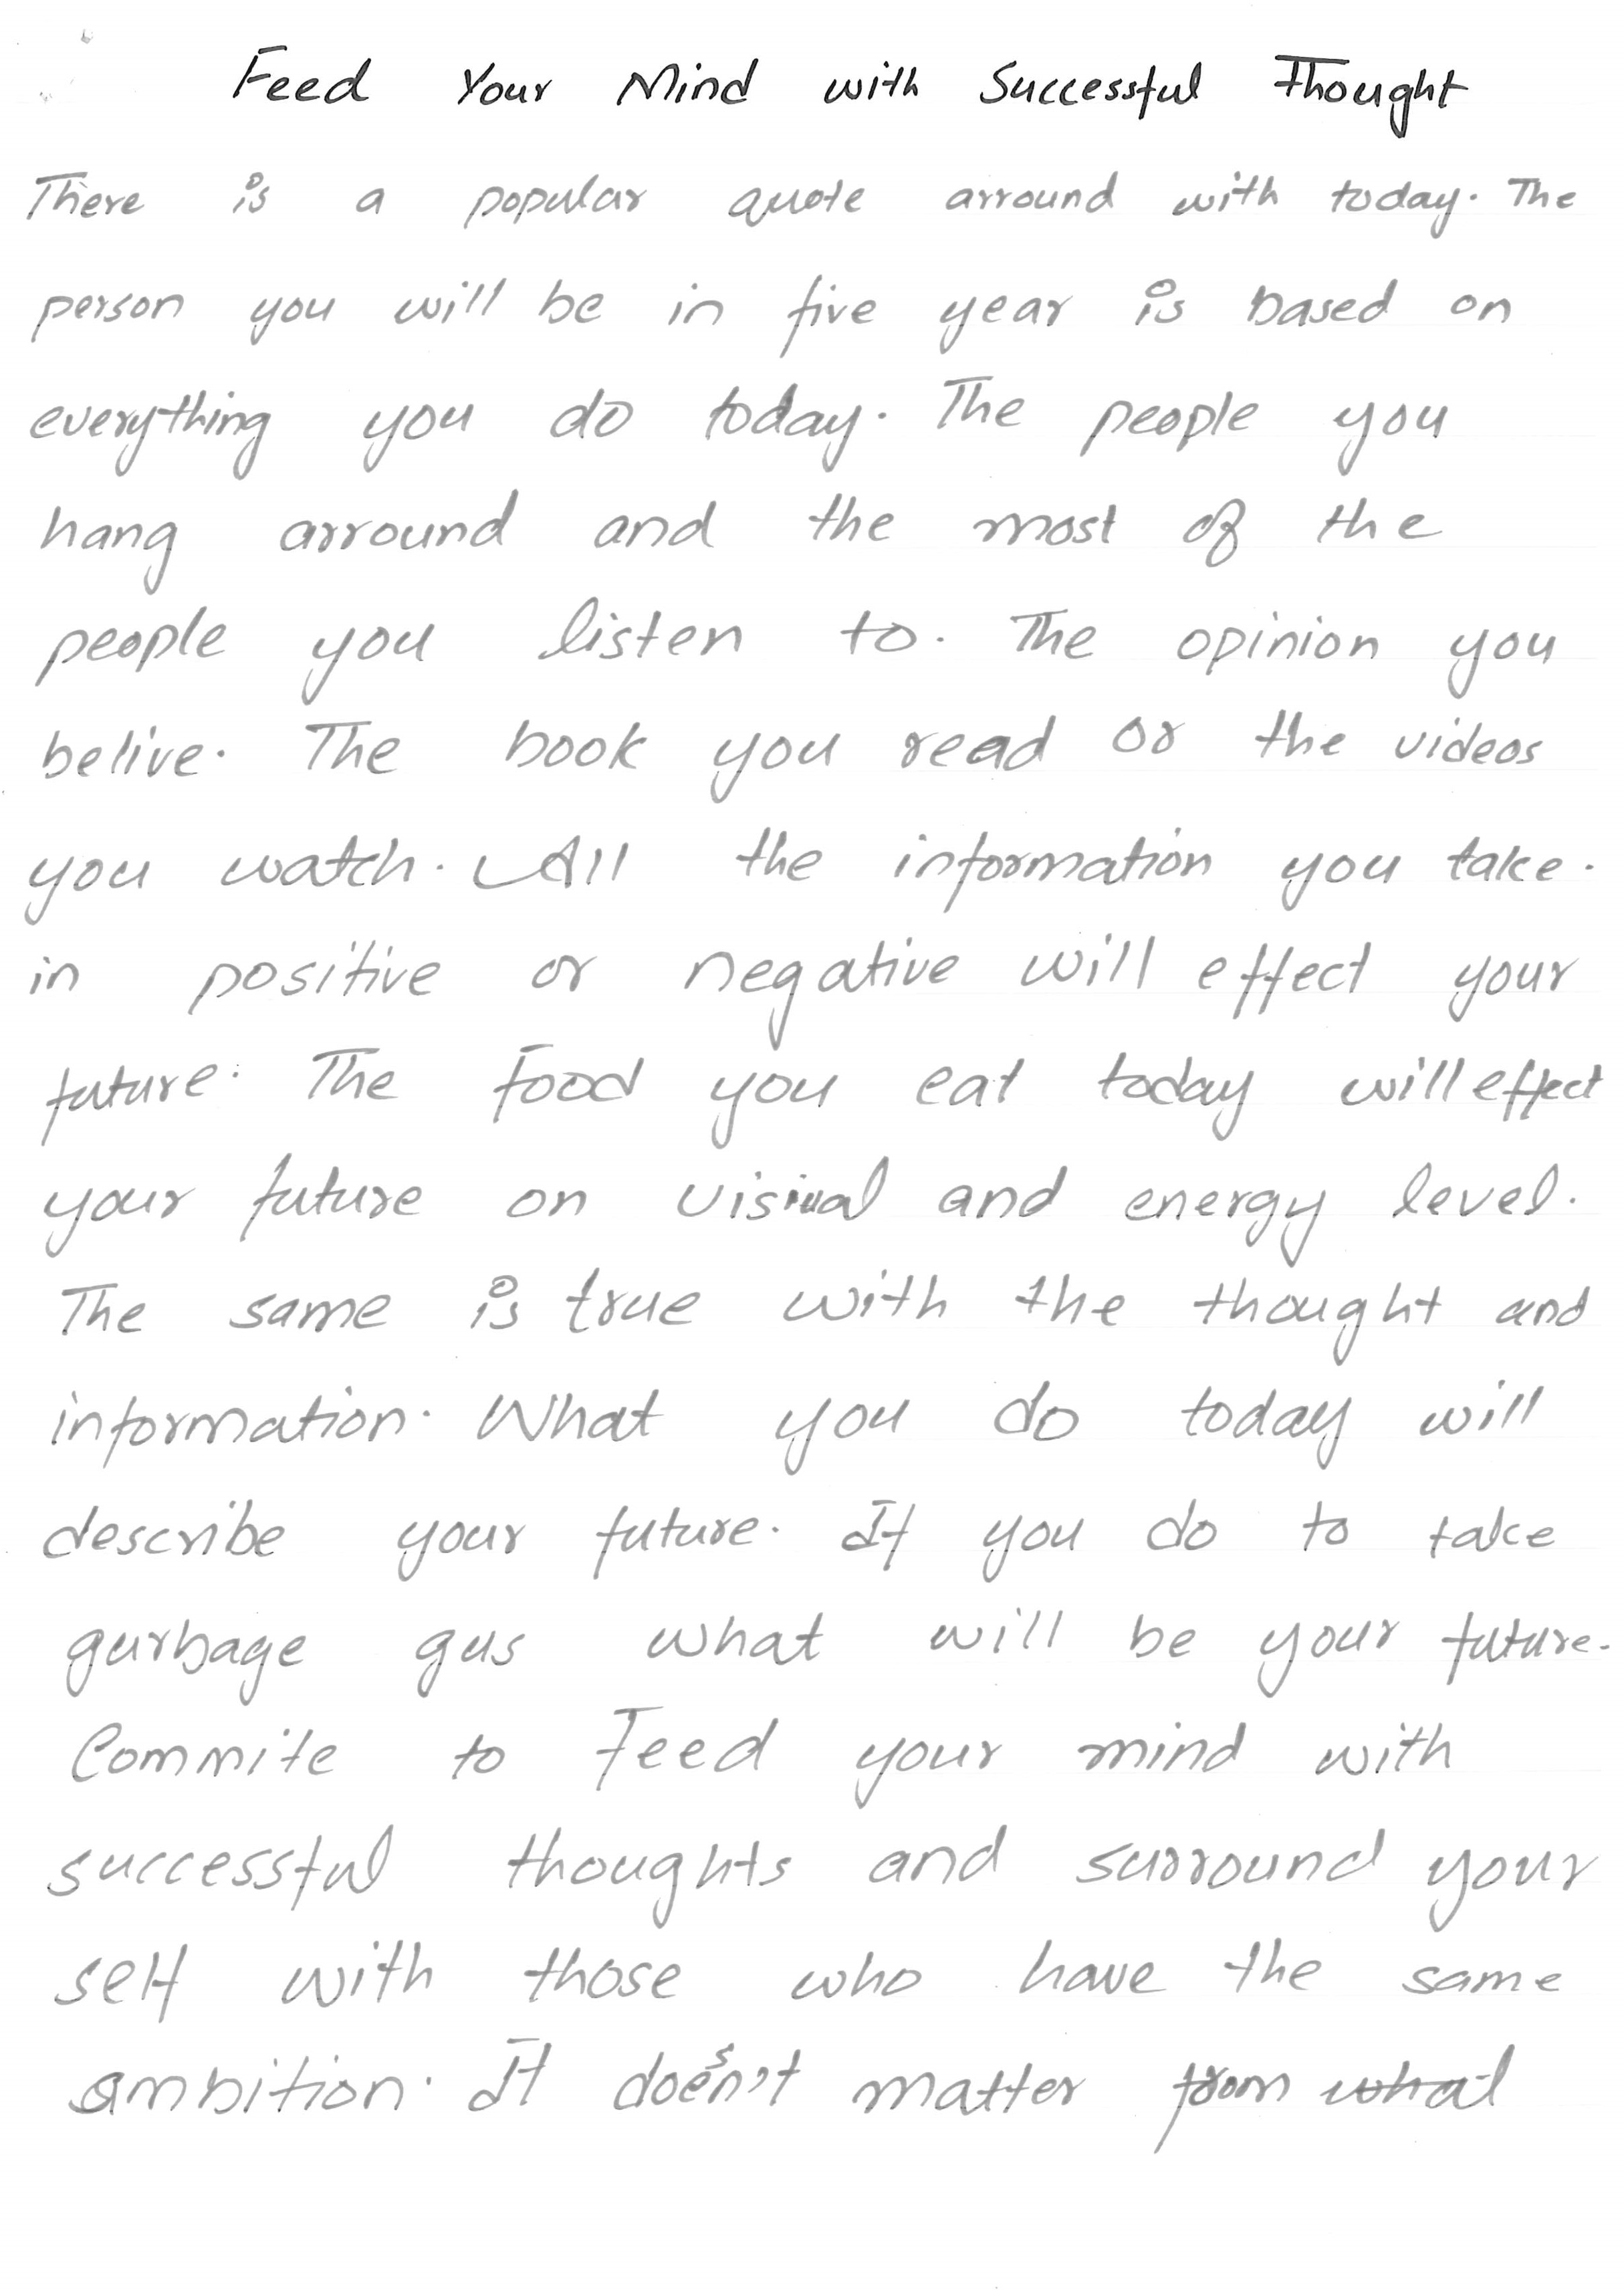 Feed Your Mind with Successful Thought
There is a popular quote arround with today. The
person you will be in five year is based on
everything you do today. The people you
hang arround and the most of the
people you listen to. The opinion you
belive. The book you read or the videos
you watch. All the information you take.
in positive or negative will effect your
future. The food you eat today will effect
your future on visiual and energy level.
The same is true with the thought and
information. What you do today will
describe your future. If you do to take
gurbage gus what will be your future.
Commite to Feed your mind with
successful thoughts and surround your
self with those who have the same
ambition. It doesn't matter from what